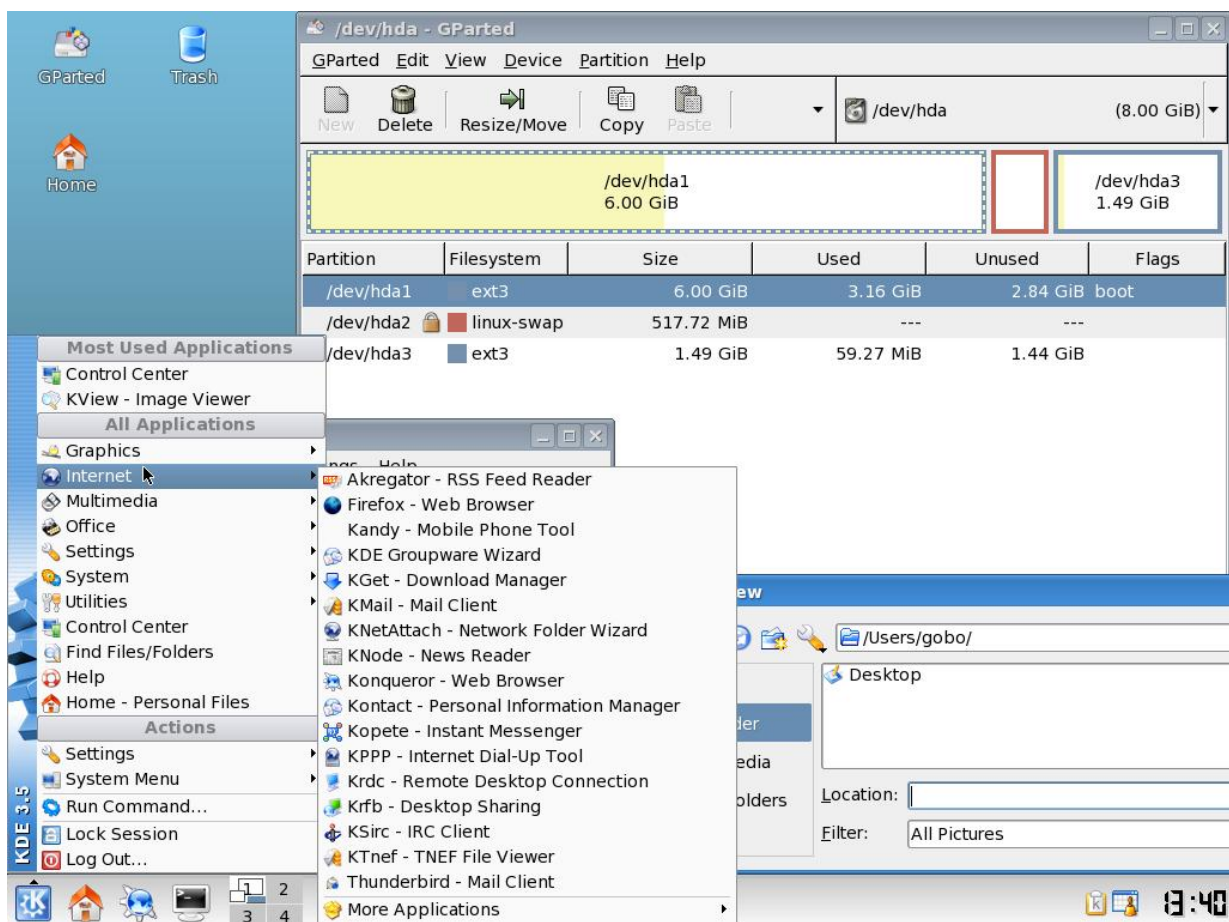 GParted
Trash
Home
/dev/hda - GParted
GParted Edit View Device Partition Help
New Delete Resize/Move Copy Paste /dev/hda (8.00 GiB)
/dev/hda1
6.00 GiB
/dev/hda3
1.49 GiB
Partition Filesystem Size Used Unused Flags
/dev/hda1 ext3 6.00 GiB 3.16 GiB 2.84 GiB boot
/dev/hda2 linux-swap 517.72 MiB --- ---
/dev/hda3 ext3 1.49 GiB 59.27 MiB 1.44 GiB
Most Used Applications
Control Center
KView - Image Viewer
All Applications
Graphics
Internet
Multimedia
Office
Settings
System
Utilities
Control Center
Find Files/Folders
Help
Home - Personal Files
Actions
Settings
System Menu
Run Command...
Lock Session
Log Out...
KDE 3.5
Help
Akregator - RSS Feed Reader
Firefox - Web Browser
Kandy - Mobile Phone Tool
KDE Groupware Wizard
KGet - Download Manager
KMail - Mail Client
KNetAttach - Network Folder Wizard
KNode - News Reader
Konqueror - Web Browser
Kontact - Personal Information Manager
Kopete - Instant Messenger
KPPP - Internet Dial-Up Tool
Krdc - Remote Desktop Connection
Krfb - Desktop Sharing
KSirc - IRC Client
KTnef - TNEF File Viewer
Thunderbird - Mail Client
More Applications
ew
/Users/gobo/
Desktop
der
edia
olders
Location:
Filter: All Pictures
1 2
3 4
13:40